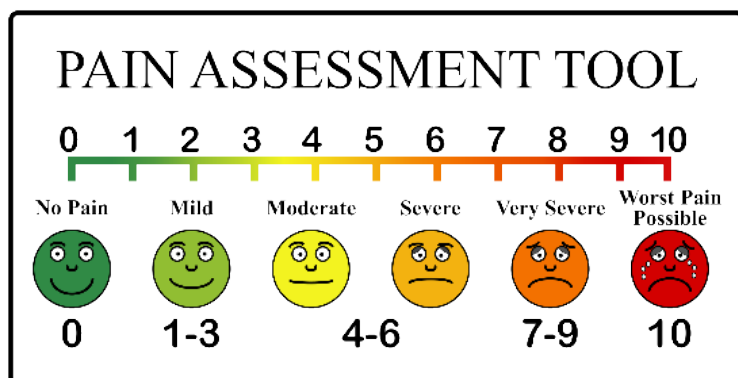 PAIN ASSESSMENT TOOL
0 1 2 3 4 5 6 7 8 9 10
No Pain Mild Moderate Severe Very Severe Worst Pain
Possible
0 1-3 4-6 7-9 10